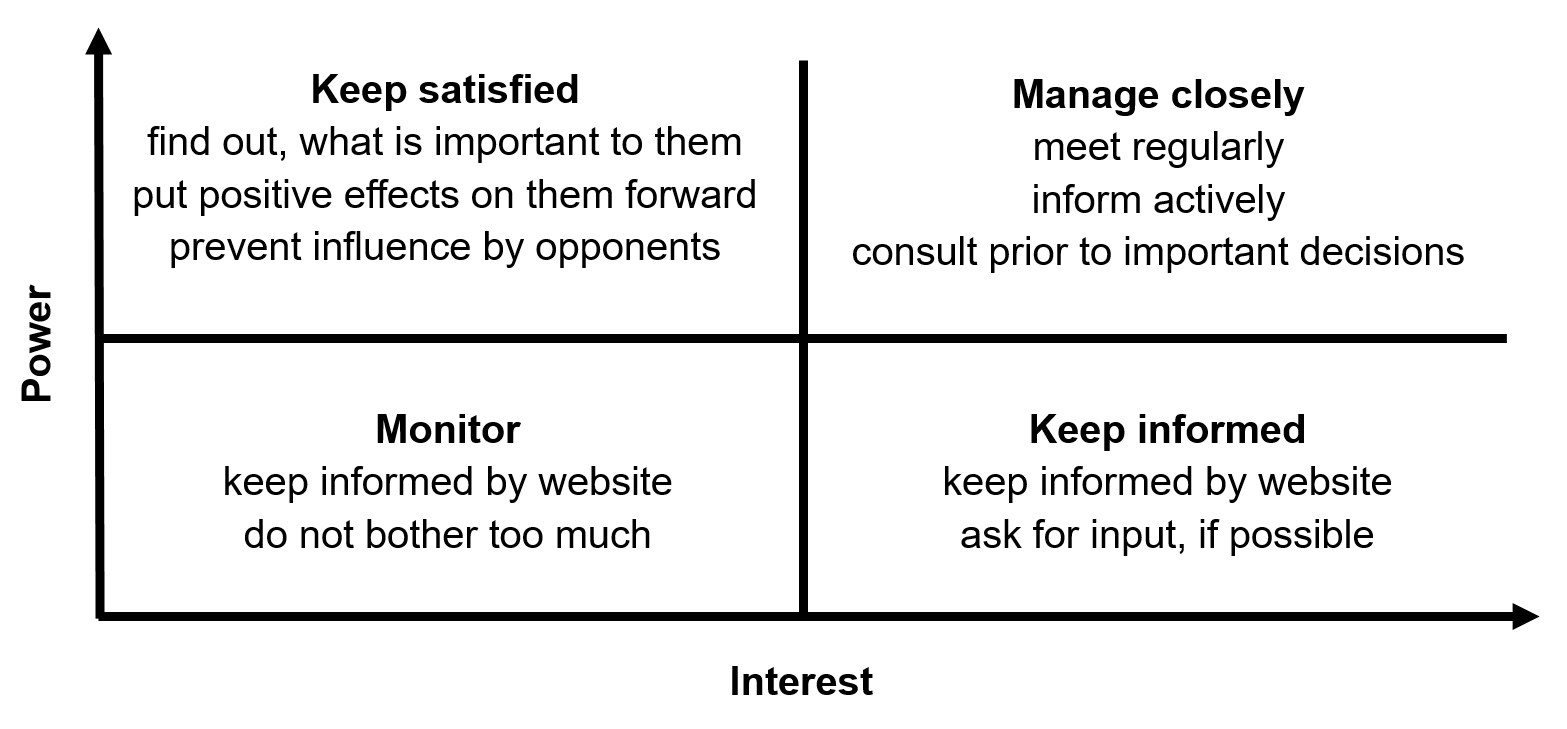 Keep satisfied
find out, what is important to them
put positive effects on them forward
prevent influence by opponents
Manage closely
meet regularly
inform actively
consult prior to important decisions
Power
Monitor
keep informed by website
do not bother too much
Keep informed
keep informed by website
ask for input, if possible
Interest